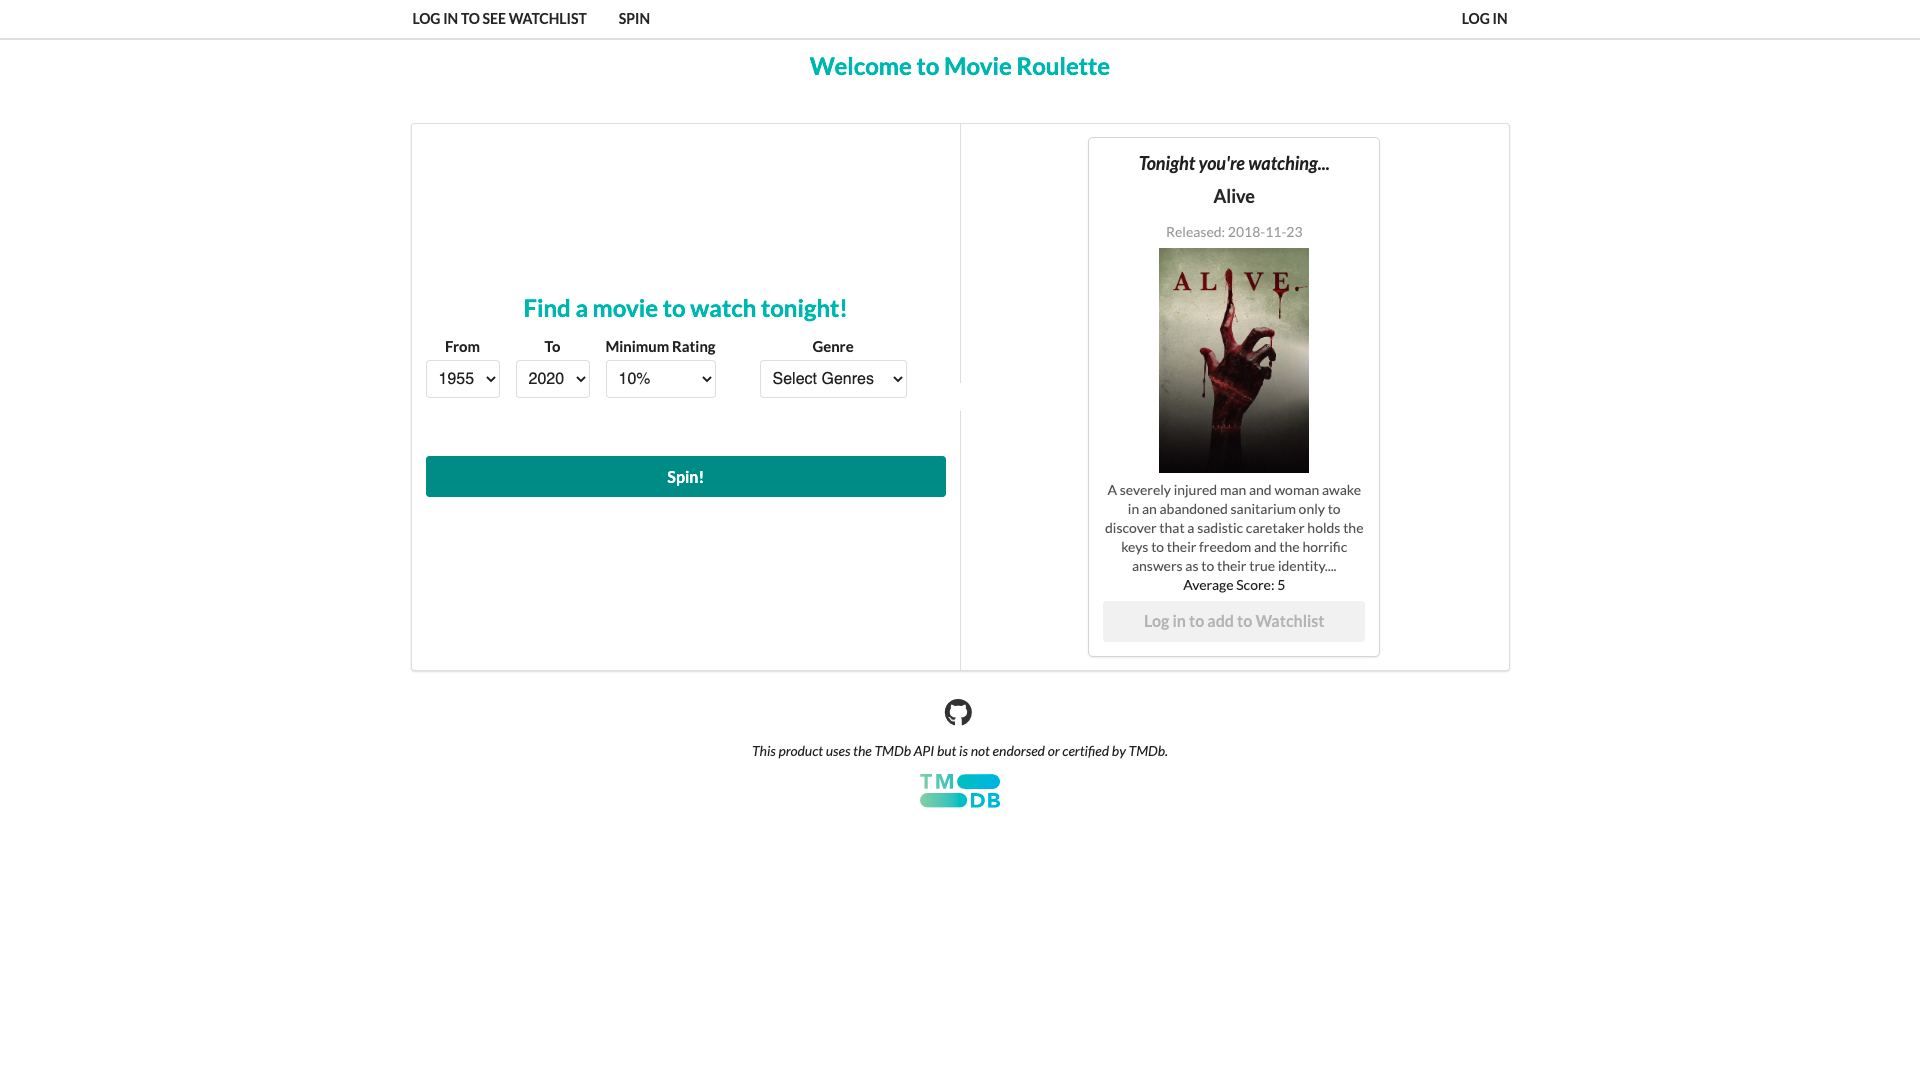 LOG IN TO SEE WATCHLIST SPIN LOG IN
Welcome to Movie Roulette
Find a movie to watch tonight!
From To Minimum Rating Genre
1955 2020 10% Select Genres
Spin!
Tonight you're watching...
Alive
Released: 2018-11-23
ALIVE.
A severely injured man and woman awake
in an abandoned sanitarium only to
discover that a sadistic caretaker holds the
keys to their freedom and the horrific
answers as to their true identity....
Average Score: 5
Log in to add to Watchlist
This product uses the TMDb API but is not endorsed or certified by TMDb.
TM
DB